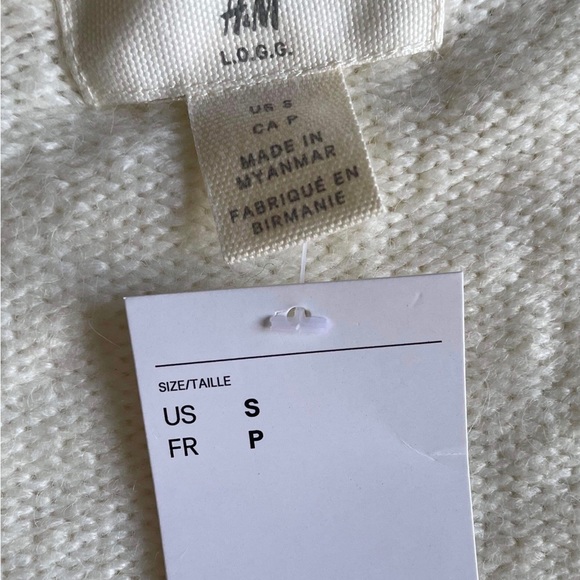 H&M
L.O.G.G.
US S
CA P
MADE IN
MYANMAR
FABRIQUÉ EN
BIRMANIE
SIZE/TAILLE
US S
FR P